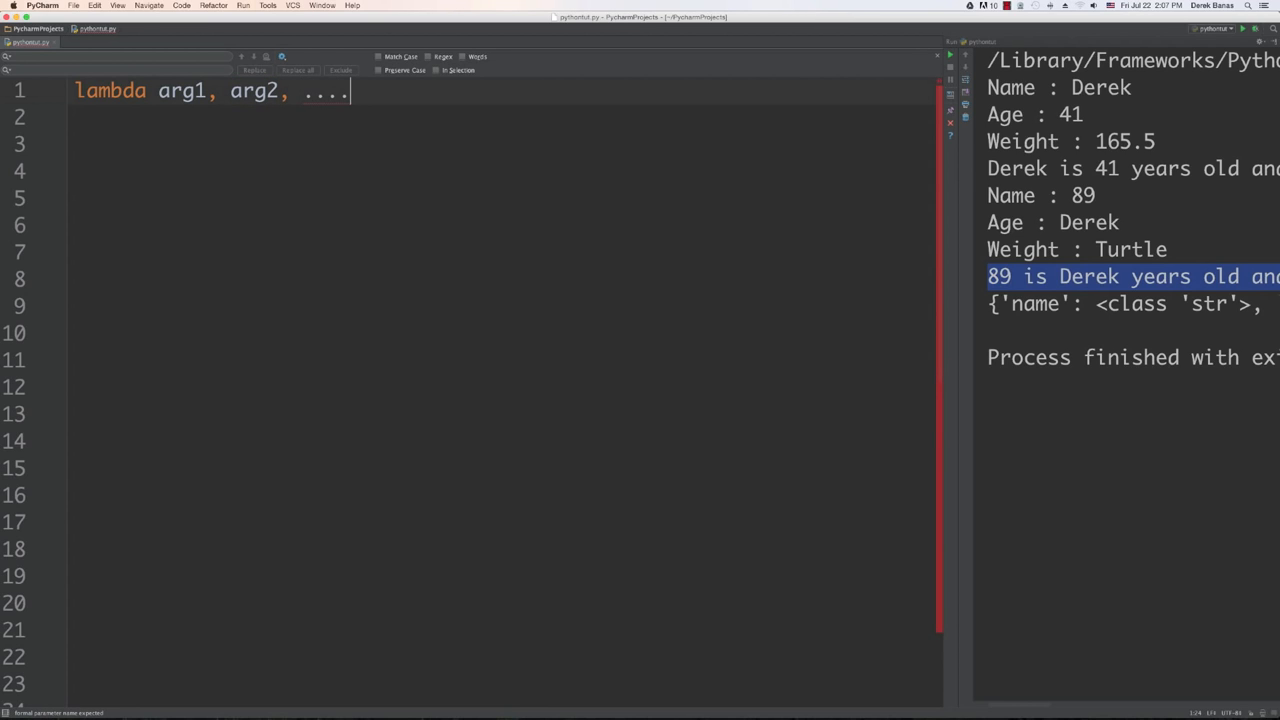 PyCharm File Edit View Navigate Code Refactor Run Tools VCS Window Help
10 Fri Jul 22 2:07 PM Derek Banas
pythontut.py - PycharmProjects - [~/PycharmProjects]
PycharmProjects pythontut.py
pythontut
pythontut.py
Run pythontut
Match Case Regex Words
Replace Replace all Exclude Preserve Case In Selection
1 lambda arg1, arg2, ....
2
3
4
5
6
7
8
9
10
11
12
13
14
15
16
17
18
19
20
21
22
23
/Library/Frameworks/Pytho
Name : Derek
Age : 41
Weight : 165.5
Derek is 41 years old and
Name : 89
Age : Derek
Weight : Turtle
89 is Derek years old and
{'name': <class 'str'>,
Process finished with exi
formal parameter name expected
1:24 LF÷ UTF-8÷